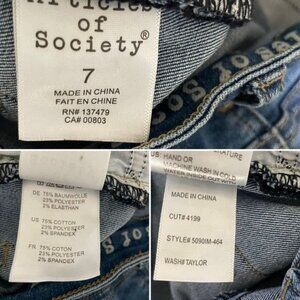 Articles
of
Society®
7
MADE IN CHINA
FAIT EN CHINE
RN# 137479
CA# 00803
DE 75% BAUMWOLLE
23% POLYESTER
2% ELASTHAN
US 75% COTTON
23% POLYESTER
2% SPANDEX
FR 75% COTTON
23% POLYESTER
2% SPANDEX
US: HAND OR
MACHINE WASH IN COLD
MADE IN CHINA
CUT# 4199
STYLE# 5090IM-464
WASH# TAYLOR